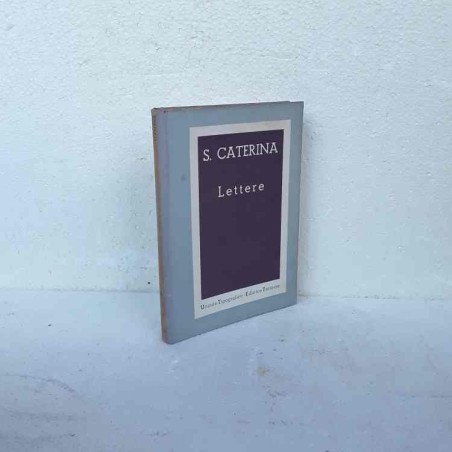 S. CATERINA
Lettere
Unione Tipografico-Editrice Torinese